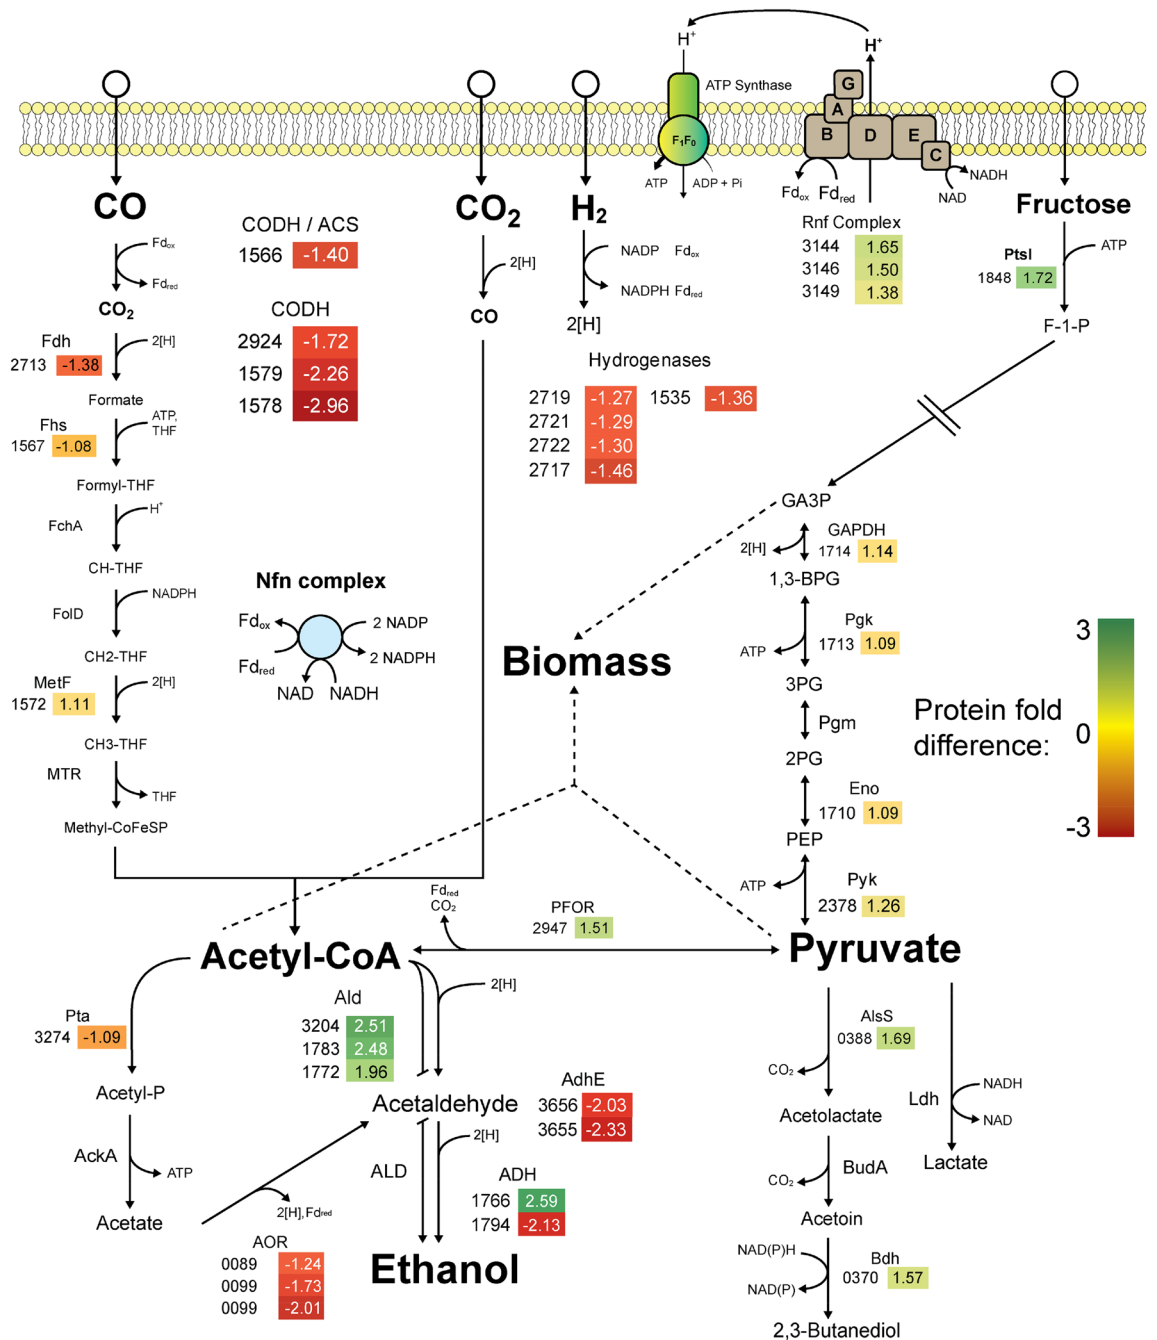 H⁺
H⁺
ATP Synthase
G
A
B
D
E
C
F₁F₀
ATP
ADP + Pi
Fdox
Fdred
NADH
NAD
CO
CO₂
H₂
Fructose
CODH / ACS
1566 -1.40
Fdox
Fdred
CO₂
2[H]
CO
NADP Fdox
NADPH Fdred
2[H]
Rnf Complex
3144 1.65
3146 1.50
3149 1.38
PtsI
1848 1.72
ATP
F-1-P
CODH
2924 -1.72
1579 -2.26
1578 -2.96
Fdh
2713 -1.38
2[H]
Formate
Fhs
1567 -1.08
ATP,
THF
Formyl-THF
FchA
H⁺
CH-THF
FolD
NADPH
CH2-THF
MetF
1572 1.11
2[H]
CH3-THF
MTR
THF
Methyl-CoFeSP
Hydrogenases
2719 -1.27 1535 -1.36
2721 -1.29
2722 -1.30
2717 -1.46
Nfn complex
Fdox
2 NADP
Fdred
2 NADPH
NAD NADH
Biomass
GA3P
GAPDH
2[H]
1714 1.14
1,3-BPG
Pgk
1713 1.09
ATP
3PG
Pgm
2PG
Eno
1710 1.09
PEP
ATP
Pyk
2378 1.26
Protein fold
difference:
3
0
-3
Fdred
CO₂
PFOR
2947 1.51
Acetyl-CoA
Pyruvate
2[H]
Pta
3274 -1.09
Ald
3204 2.51
1783 2.48
1772 1.96
Acetyl-P
Acetaldehyde
AdhE
3656 -2.03
3655 -2.33
AckA
ATP
Acetate
2[H]
ALD
ADH
1766 2.59
1794 -2.13
2[H],Fdred
AOR
0089 -1.24
0099 -1.73
0099 -2.01
Ethanol
AlsS
0388 1.69
CO₂
Acetolactate
Ldh
NADH
NAD
Lactate
CO₂
BudA
Acetoin
NAD(P)H
NAD(P)
Bdh
0370 1.57
2,3-Butanediol